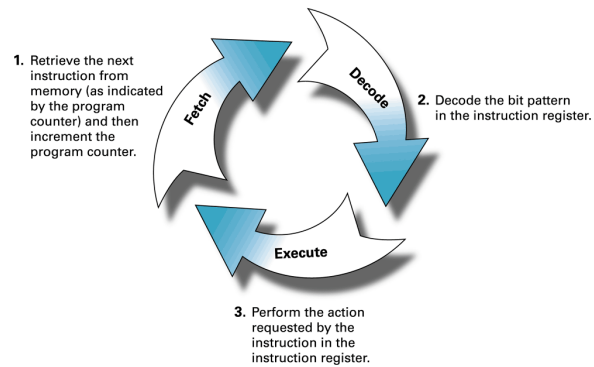 1. Retrieve the next
instruction from
memory (as indicated
by the program
counter) and then
increment the
program counter.
Fetch
Decode
2. Decode the bit pattern
in the instruction register.
Execute
3. Perform the action
requested by the
instruction in the
instruction register.